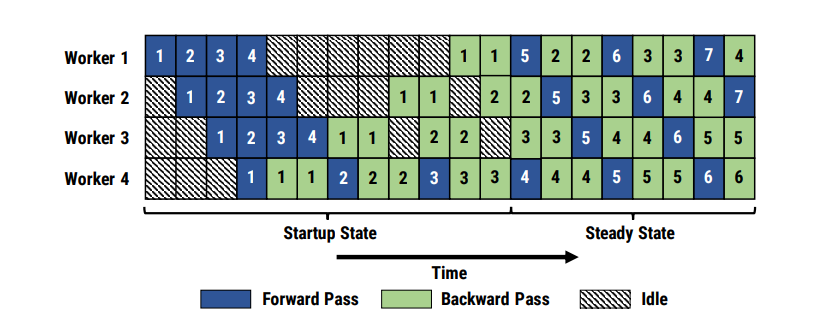 Worker 1 1 2 3 4 1 1 5 2 2 6 3 3 7 4
Worker 2 1 2 3 4 1 1 2 2 5 3 3 6 4 4 7
Worker 3 1 2 3 4 1 1 2 2 3 3 5 4 4 6 5 5
Worker 4 1 1 1 2 2 2 3 3 3 4 4 4 5 5 5 6 6
Startup State Steady State
Time
Forward Pass Backward Pass Idle